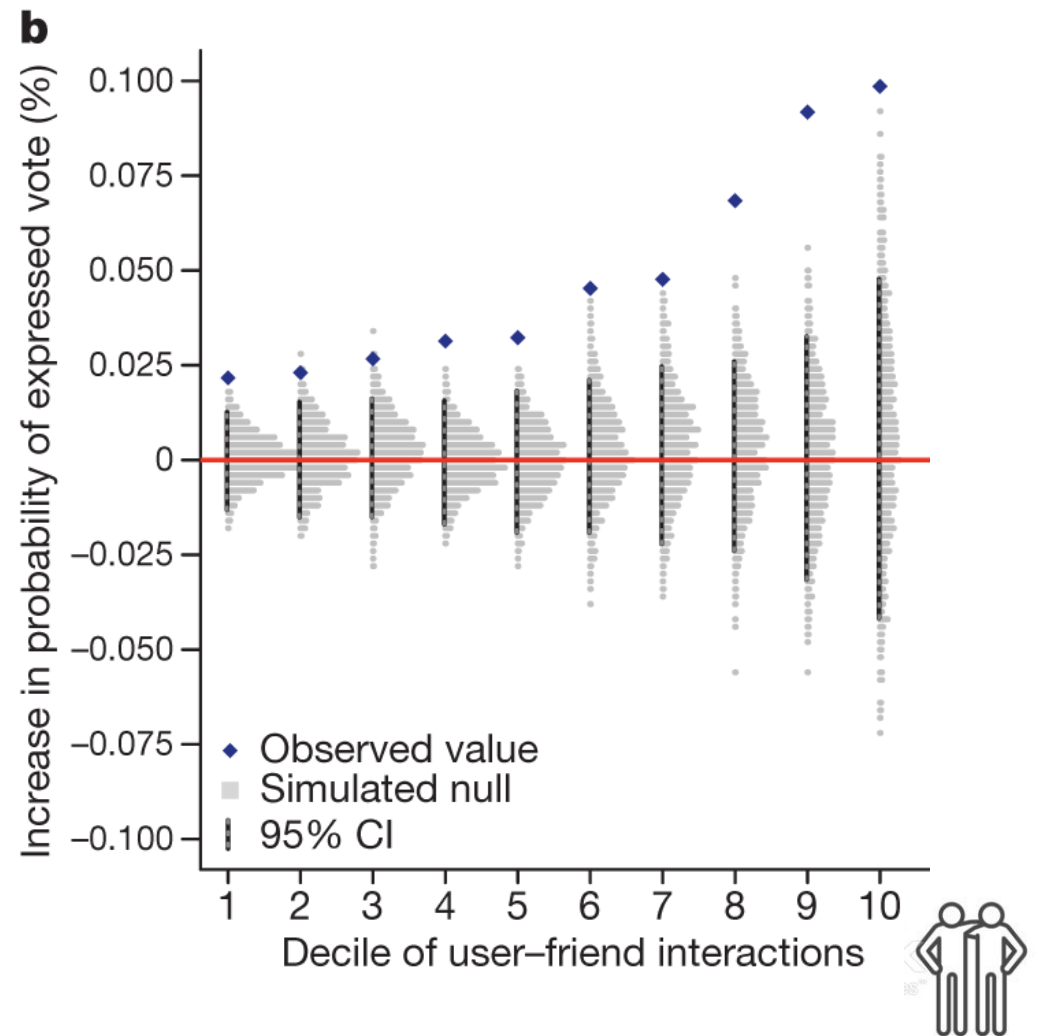 b
Increase in probability of expressed vote (%)
0.100
0.075
0.050
0.025
0
−0.025
−0.050
−0.075
−0.100
Observed value
Simulated null
95% CI
1 2 3 4 5 6 7 8 9 10
Decile of user–friend interactions